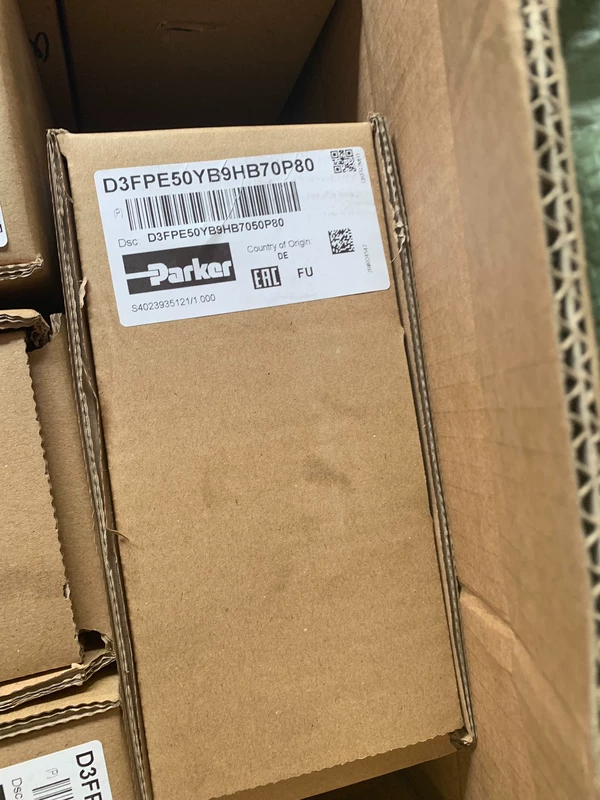 D3FPE50YB9HB70P80
(P)
Dsc D3FPE50YB9HB7050P80
Parker
Country of Origin:
DE
EAC
FU
S4023935121/1.000
D3FP
(P)
Dsc